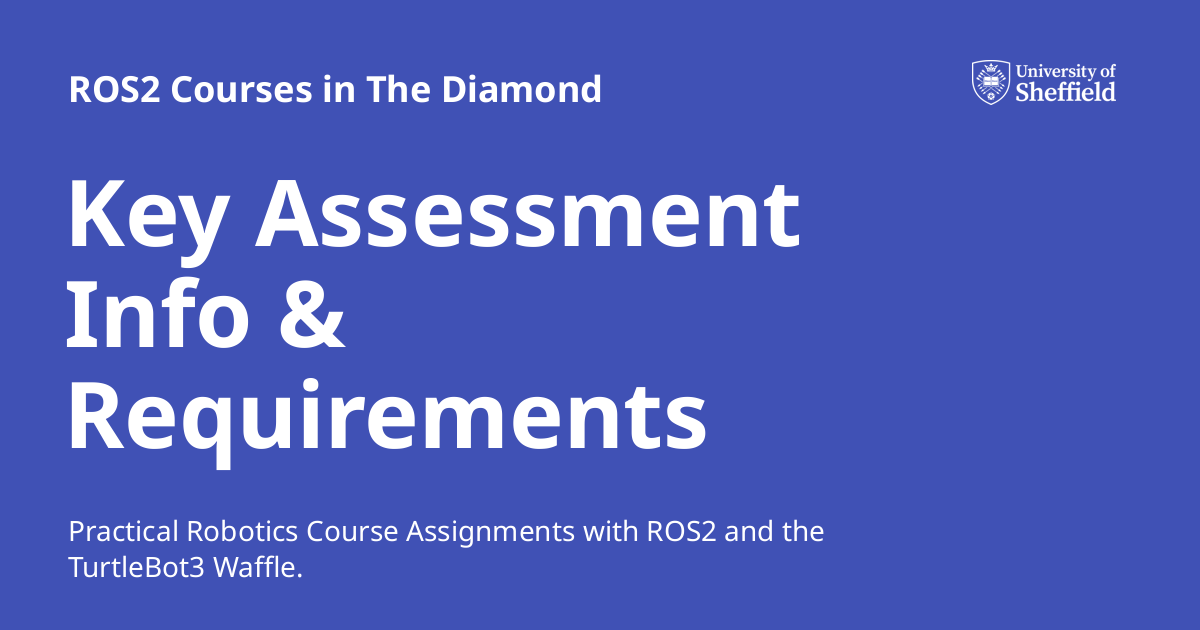 ROS2 Courses in The Diamond
University of
Sheffield
Key Assessment
Info &
Requirements
Practical Robotics Course Assignments with ROS2 and the
TurtleBot3 Waffle.